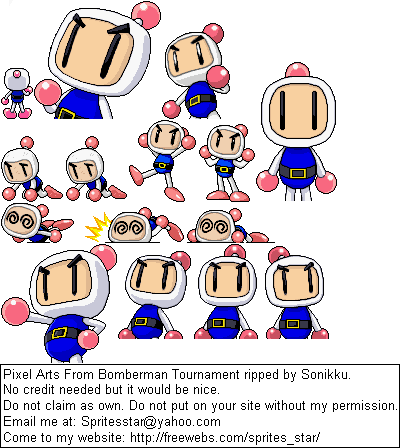 Pixel Arts From Bomberman Tournament ripped by Sonikku.
No credit needed but it would be nice.
Do not claim as own. Do not put on your site without my permission.
Email me at: Spritesstar@yahoo.com
Come to my website: http://freewebs.com/sprites_star/